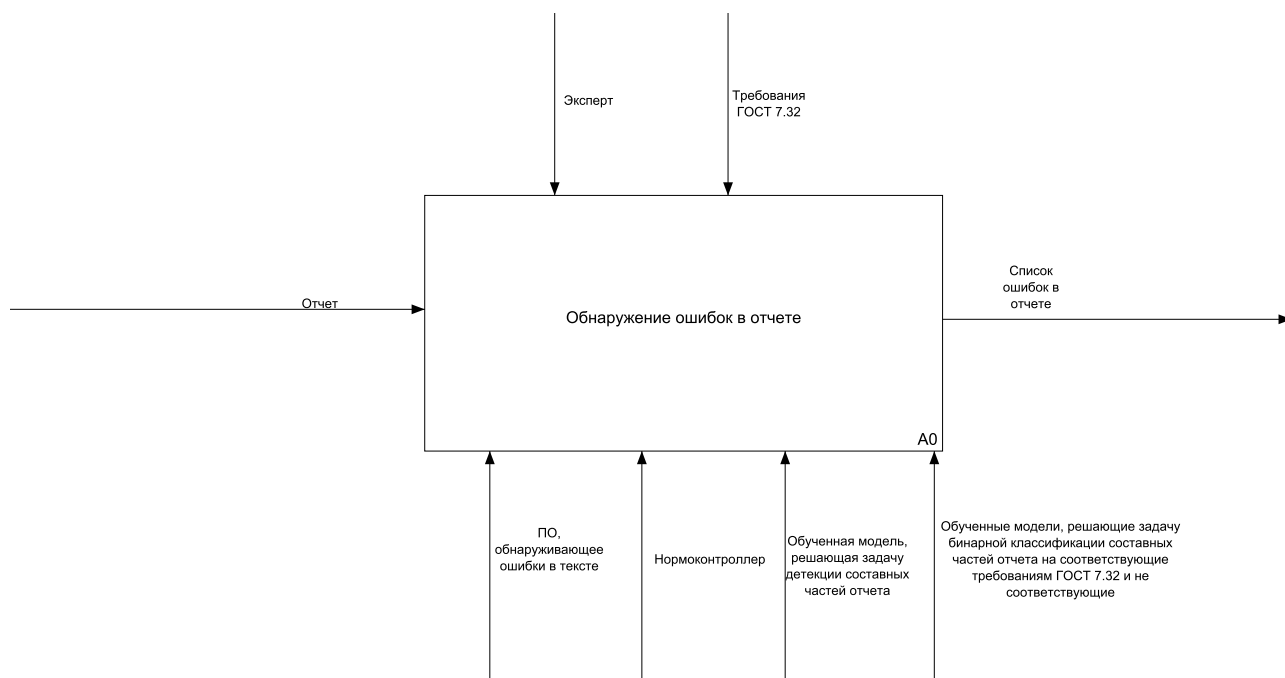 Эксперт
Требования
ГОСТ 7.32
Отчет
Обнаружение ошибок в отчете
Список
ошибок в
отчете
A0
ПО,
обнаруживающее
ошибки в тексте
Нормоконтроллер
Обученная модель,
решающая задачу
детекции составных
частей отчета
Обученные модели, решающие задачу
бинарной классификации составных
частей отчета на соответствующие
требованиям ГОСТ 7.32 и не
соответствующие